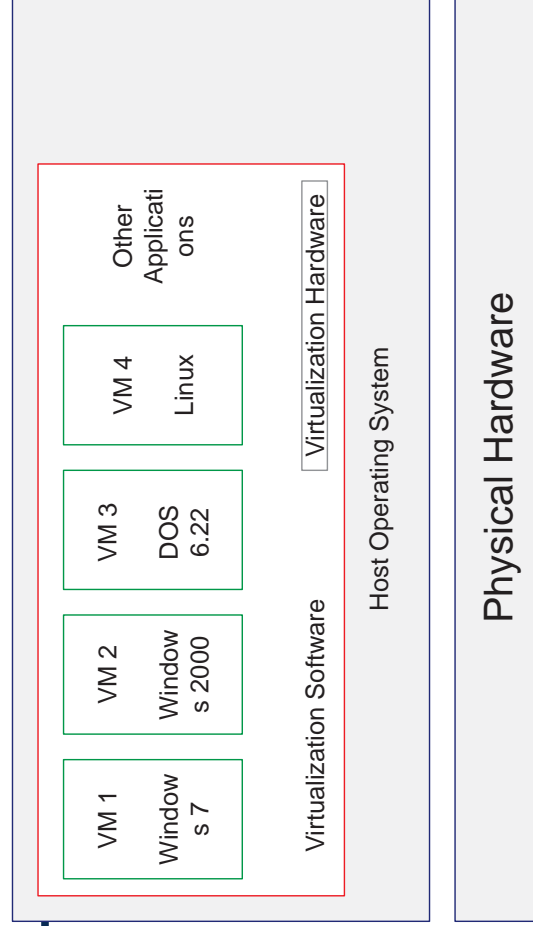 VM 1
Window
s 7
VM 2
Window
s 2000
VM 3
DOS
6.22
VM 4
Linux
Other
Applicati
ons
Virtualization Software
Virtualization Hardware
Host Operating System
Physical Hardware